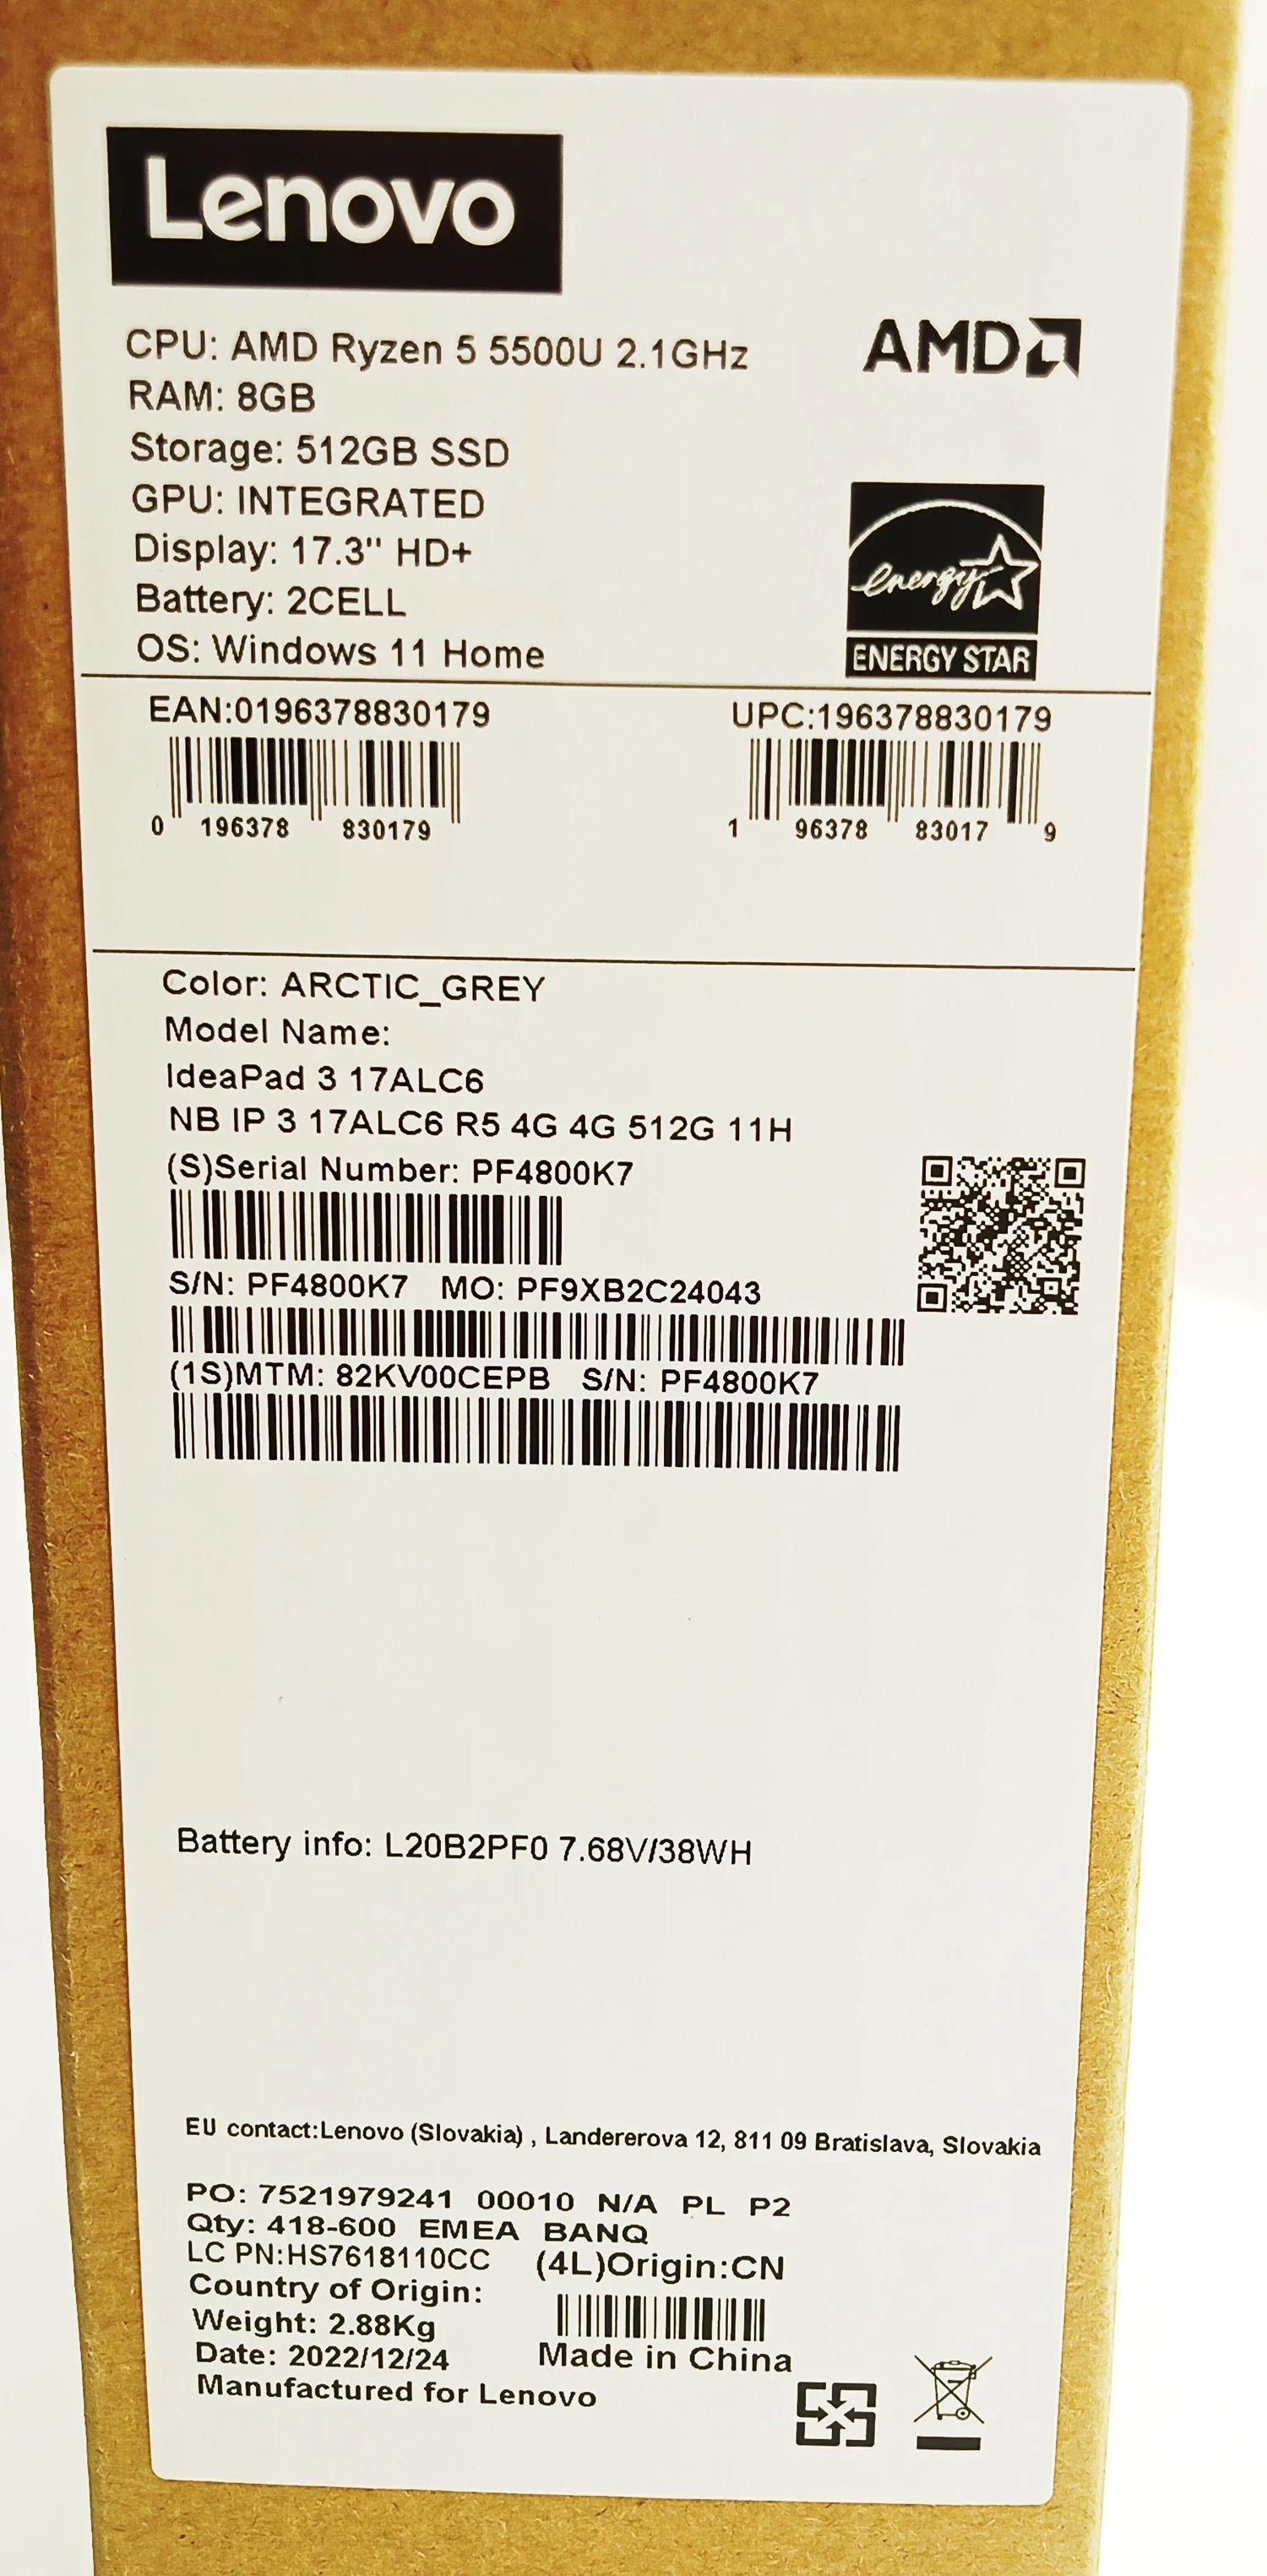 Lenovo
CPU: AMD Ryzen 5 5500U 2.1GHz
AMD
RAM: 8GB
Storage: 512GB SSD
GPU: INTEGRATED
Display: 17.3" HD+
Battery: 2CELL
OS: Windows 11 Home
energy
ENERGY STAR
EAN:0196378830179
0 196378 830179
UPC:196378830179
1 96378 83017 9
Color: ARCTIC_GREY
Model Name:
IdeaPad 3 17ALC6
NB IP 3 17ALC6 R5 4G 4G 512G 11H
(S)Serial Number: PF4800K7
S/N: PF4800K7 MO: PF9XB2C24043
(1S)MTM: 82KV00CEPB S/N: PF4800K7
Battery info: L20B2PF0 7.68V/38WH
EU contact:Lenovo (Slovakia) , Landererova 12, 811 09 Bratislava, Slovakia
PO: 7521979241 00010 N/A PL P2
Qty: 418-600 EMEA BANQ
LC PN:HS7618110CC (4L)Origin:CN
Country of Origin:
Weight: 2.88Kg
Date: 2022/12/24 Made in China
Manufactured for Lenovo